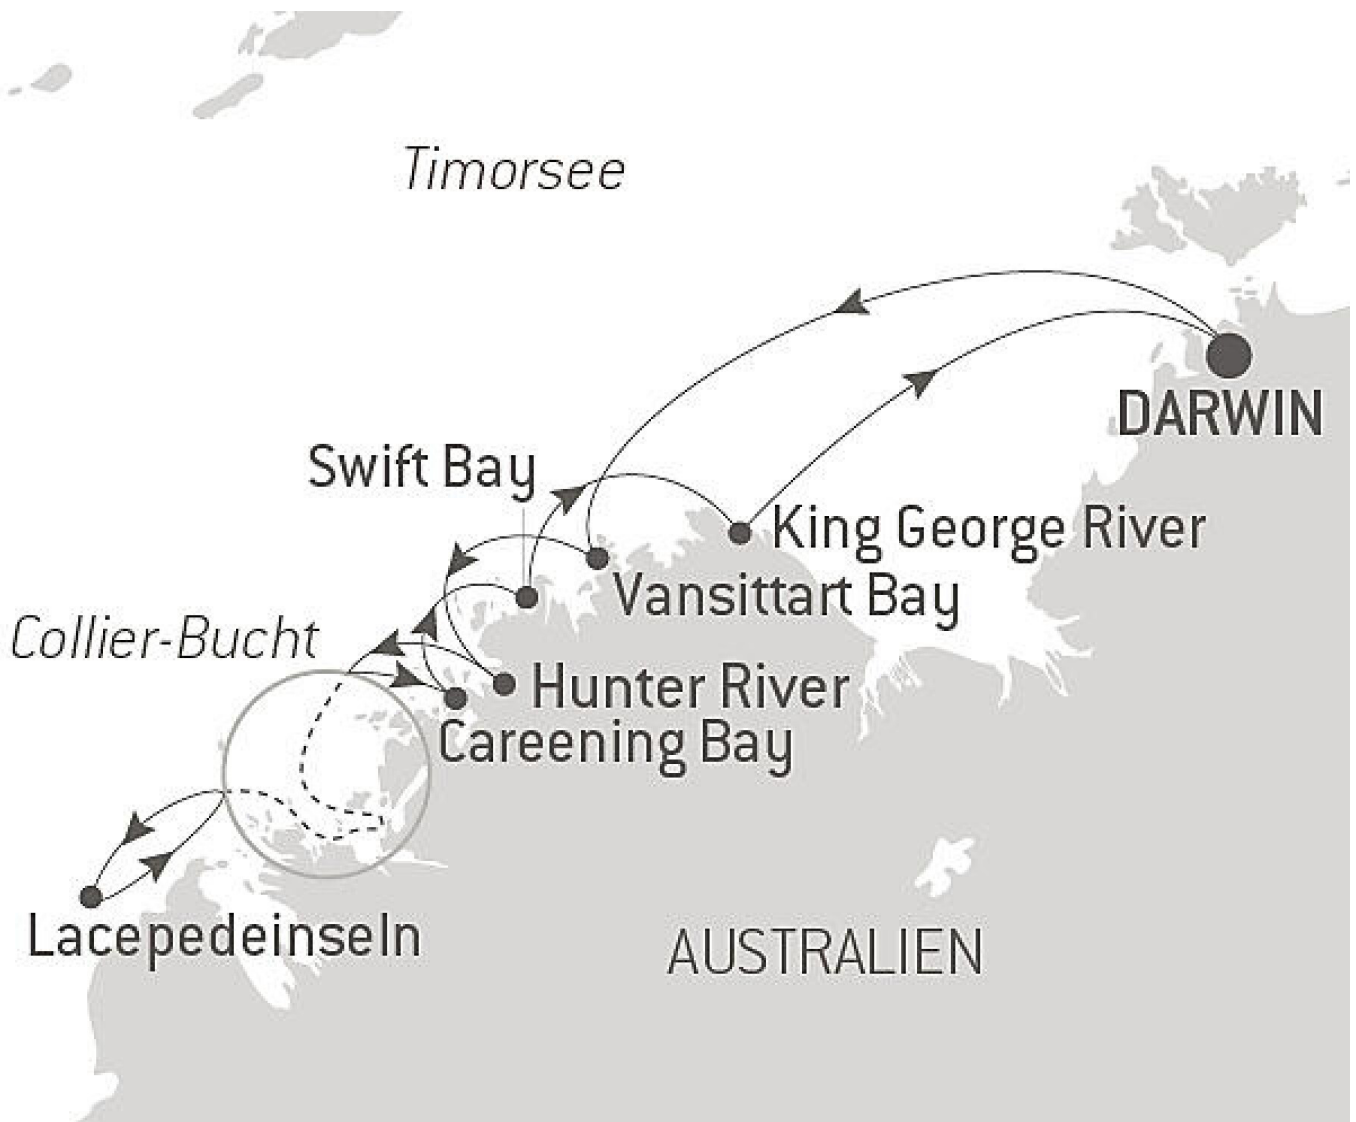 Timorsee
DARWIN
Swift Bay
King George River
Vansittart Bay
Collier-Bucht
Hunter River
Careening Bay
Lacepedeinseln
AUSTRALIEN